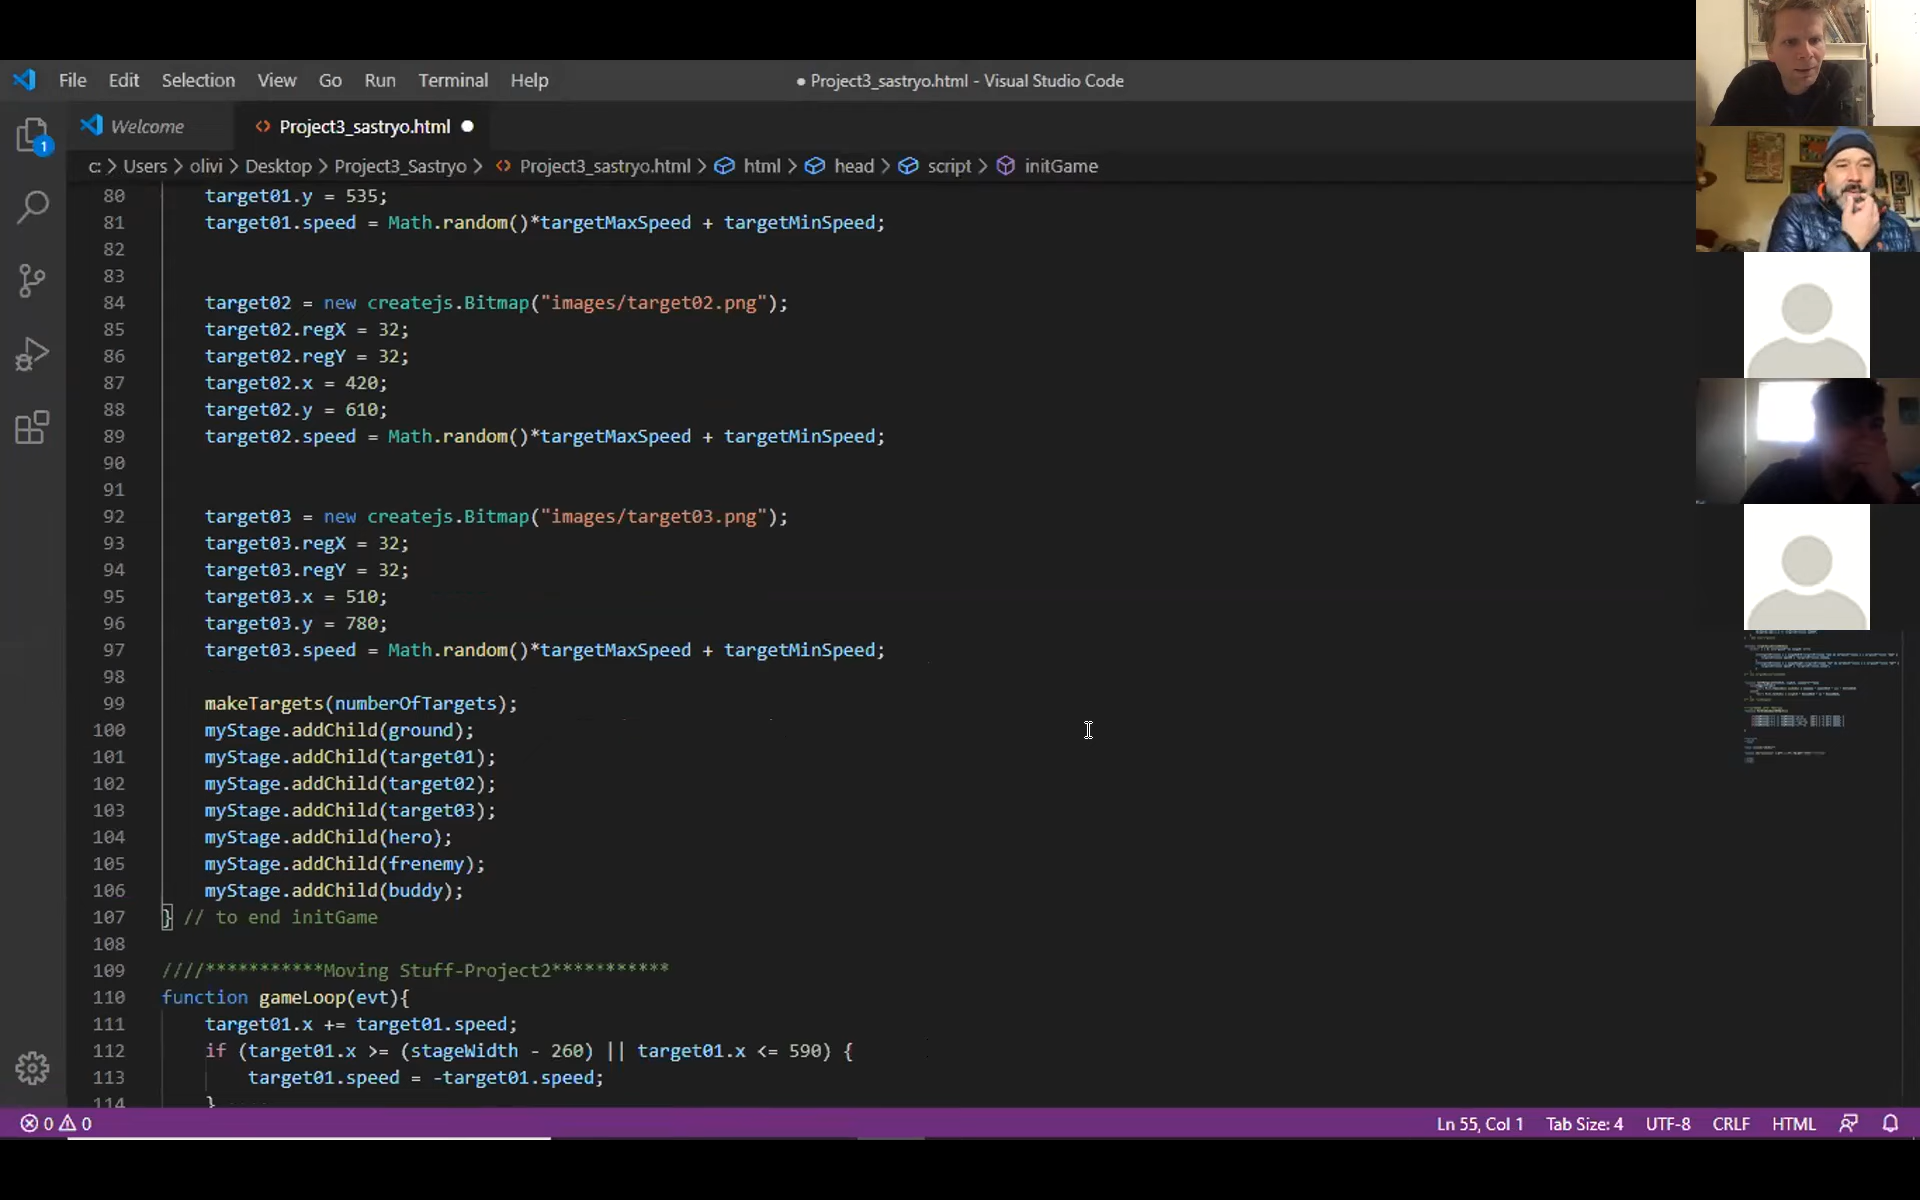 File Edit Selection View Go Run Terminal Help
● Project3_sastryo.html - Visual Studio Code
Welcome
<> Project3_sastryo.html ●
c: > Users > olivi > Desktop > Project3_Sastryo > <> Project3_sastryo.html > html > head > script > initGame
1
80 target01.y = 535;
81 target01.speed = Math.random()*targetMaxSpeed + targetMinSpeed;
82
83
84 target02 = new createjs.Bitmap("images/target02.png");
85 target02.regX = 32;
86 target02.regY = 32;
87 target02.x = 420;
88 target02.y = 610;
89 target02.speed = Math.random()*targetMaxSpeed + targetMinSpeed;
90
91
92 target03 = new createjs.Bitmap("images/target03.png");
93 target03.regX = 32;
94 target03.regY = 32;
95 target03.x = 510;
96 target03.y = 780;
97 target03.speed = Math.random()*targetMaxSpeed + targetMinSpeed;
98
99 makeTargets(numberOfTargets);
100 myStage.addChild(ground);
101 myStage.addChild(target01);
102 myStage.addChild(target02);
103 myStage.addChild(target03);
104 myStage.addChild(hero);
105 myStage.addChild(frenemy);
106 myStage.addChild(buddy);
107 } // to end initGame
108
109 ////***********Moving Stuff-Project2***********
110 function gameLoop(evt){
111 target01.x += target01.speed;
112 if (target01.x >= (stageWidth - 260) || target01.x <= 590) {
113 target01.speed = -target01.speed;
114 }
0 0
Ln 55, Col 1 Tab Size: 4 UTF-8 CRLF HTML